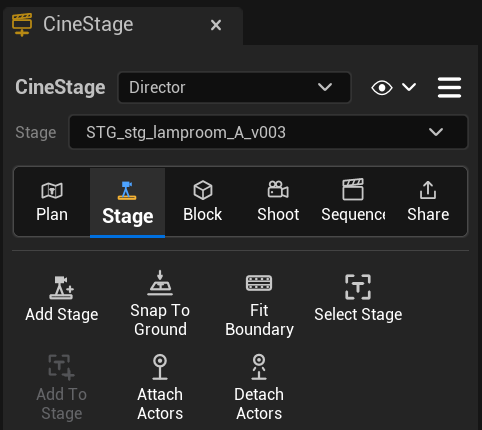 CineStage
CineStage Director
Stage STG_stg_lamproom_A_v003
Plan Stage Block Shoot Sequence Share
Add Stage
Snap To
Ground
Fit
Boundary
Select Stage
Add To
Stage
Attach
Actors
Detach
Actors